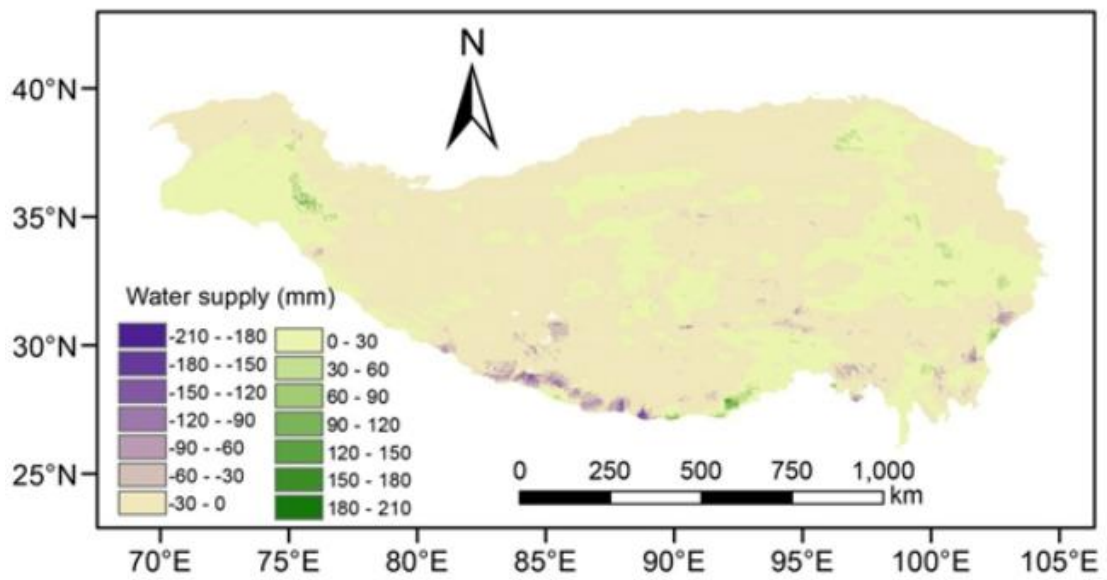 N
40°N
35°N
30°N
25°N
Water supply (mm)
-210 - -180
-180 - -150
-150 - -120
-120 - -90
-90 - -60
-60 - -30
-30 - 0
0 - 30
30 - 60
60 - 90
90 - 120
120 - 150
150 - 180
180 - 210
0 250 500 750 1,000
km
70°E 75°E 80°E 85°E 90°E 95°E 100°E 105°E